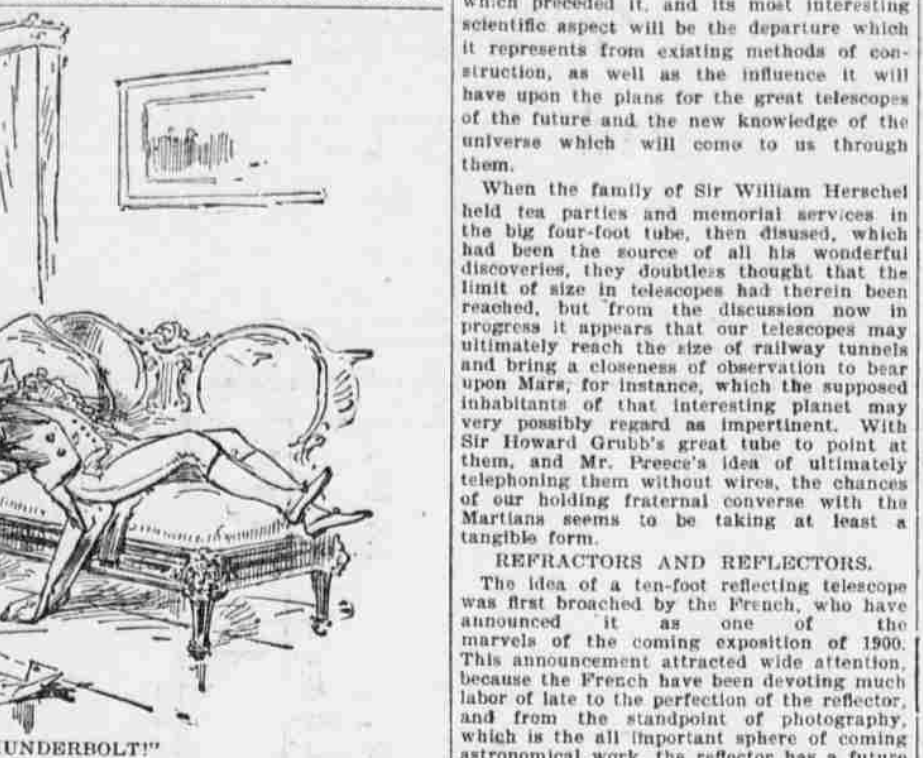 which preceded it, and its most interesting
scientific aspect will be the departure which
it represents from existing methods of con-
struction, as well as the influence it will
have upon the plans for the great telescopes
of the future and the new knowledge of the
universe which will come to us through
them.
When the family of Sir William Herschel
held tea parties and memorial services in
the big four-foot tube, then disused, which
had been the source of all his wonderful
discoveries, they doubtless thought that the
limit of size in telescopes had therein been
reached, but from the discussion now in
progress it appears that our telescopes may
ultimately reach the size of railway tunnels
and bring a closeness of observation to bear
upon Mars, for instance, which the supposed
inhabitants of that interesting planet may
very possibly regard as impertinent. With
Sir Howard Grubb's great tube to point at
them, and Mr. Preece's idea of ultimately
telephoning them without wires, the chances
of our holding fraternal converse with the
Martians seems to be taking at least a
tangible form.
REFRACTORS AND REFLECTORS.
The idea of a ten-foot reflecting telescope
was first broached by the French, who have
announced it as one of the
marvels of the coming exposition of 1900.
This announcement attracted wide attention,
because the French have been devoting much
labor of late to the perfection of the reflector,
and from the standpoint of photography,
which is the all important sphere of coming
astronomical work, the reflector has a future
HUNDERBOLT!"